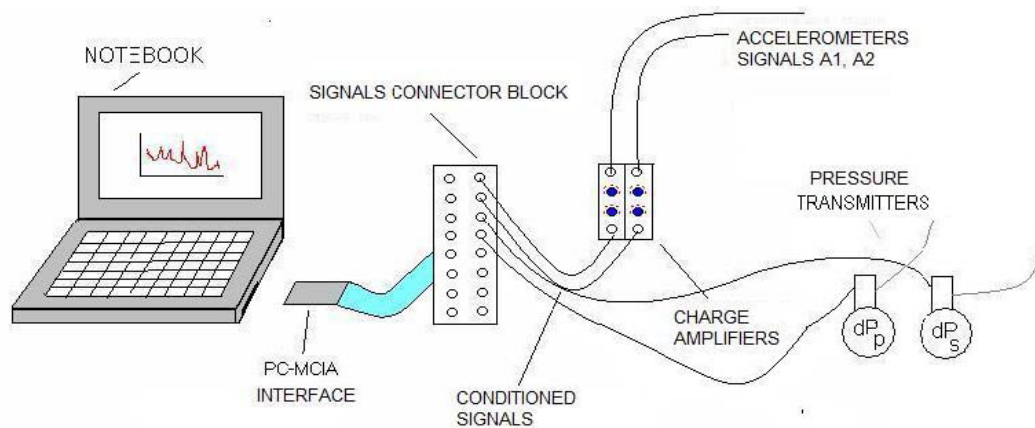 NOTEBOOK
SIGNALS CONNECTOR BLOCK
ACCELEROMETERS
SIGNALS A1, A2
PRESSURE
TRANSMITTERS
PC-MCIA
INTERFACE
CONDITIONED
SIGNALS
CHARGE
AMPLIFIERS
dPp
dPs